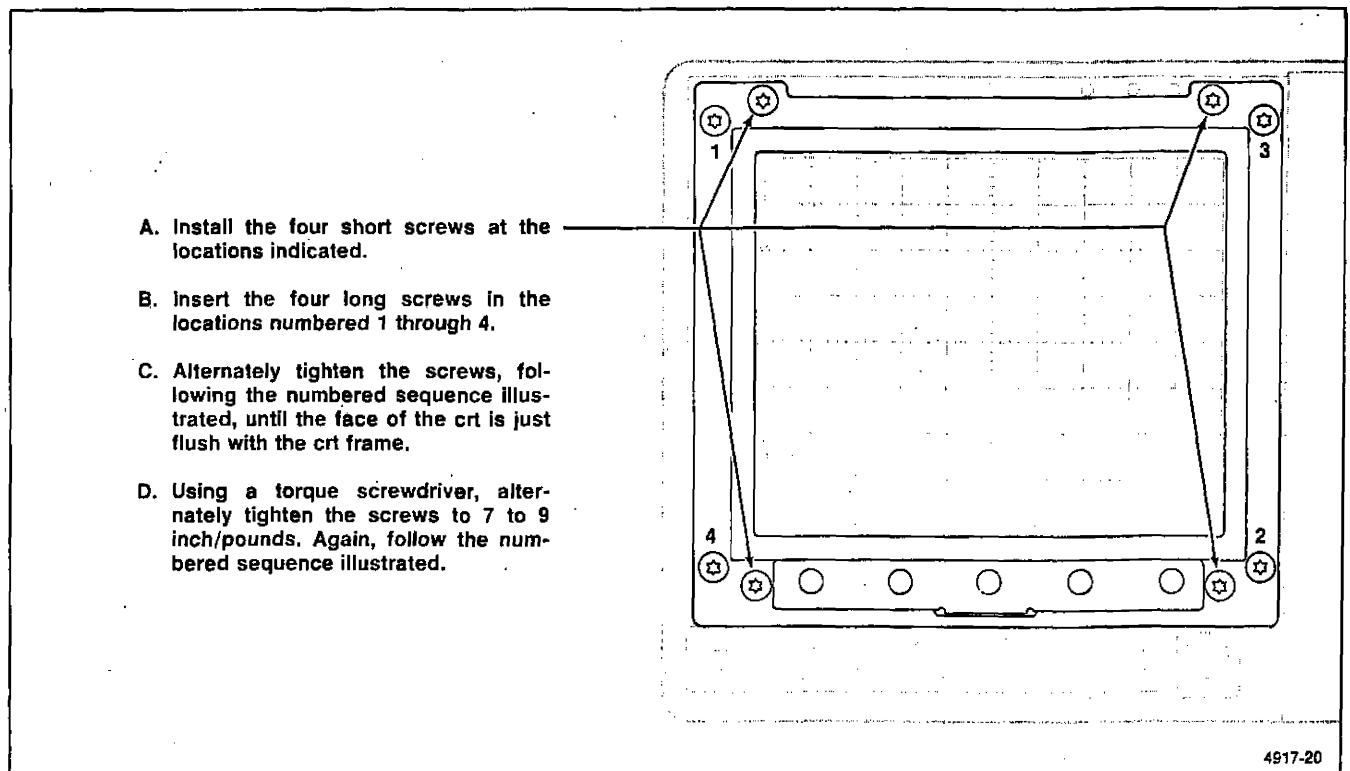 A. Install the four short screws at the
locations indicated.
B. Insert the four long screws in the
locations numbered 1 through 4.
C. Alternately tighten the screws, fol-
lowing the numbered sequence illus-
trated, until the face of the crt is just
flush with the crt frame.
D. Using a torque screwdriver, alter-
nately tighten the screws to 7 to 9
inch/pounds. Again, follow the num-
bered sequence illustrated.
1
3
4
2
4917-20